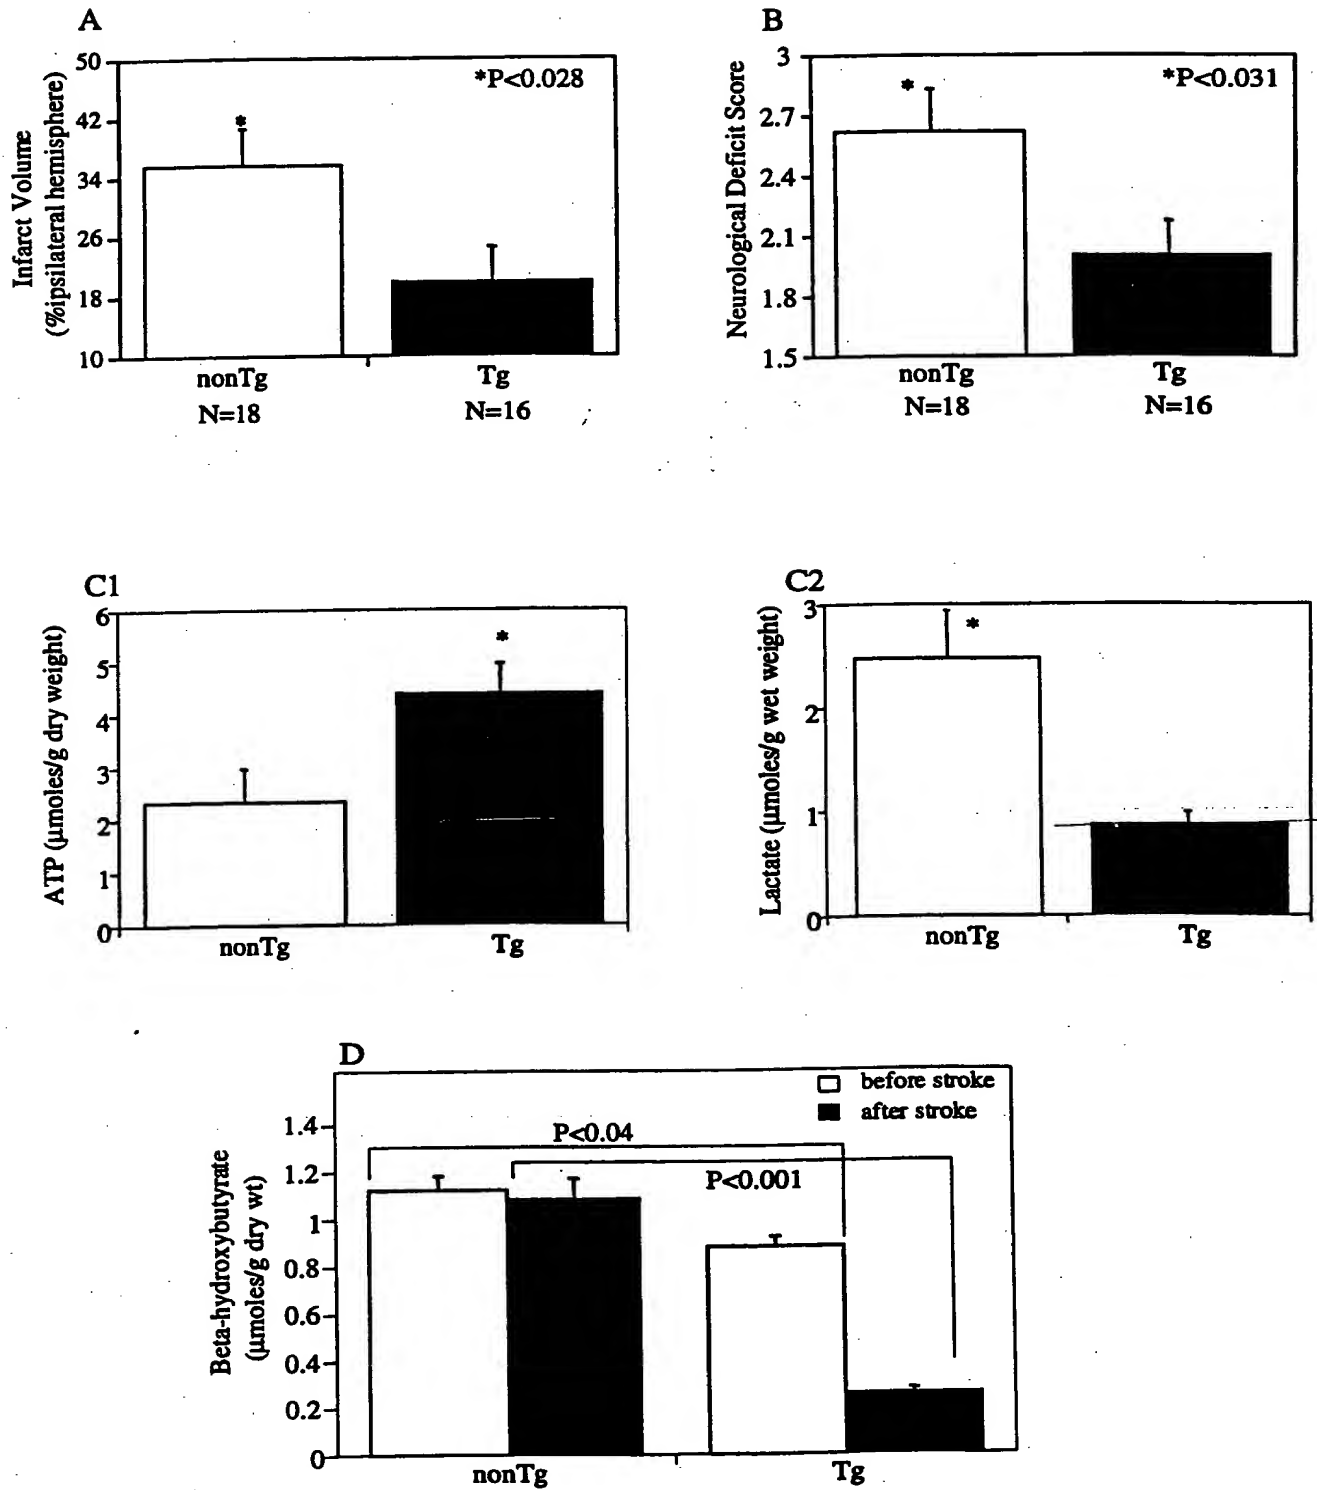 A
Infarct Volume
(%ipsilateral hemisphere)
50
42
34
26
18
10
*P<0.028
*
nonTg
Tg
N=18
N=16
B
Neurological Deficit Score
3
2.7
2.4
2.1
1.8
1.5
*P<0.031
*
nonTg
Tg
N=18
N=16
C1
ATP (µmoles/g dry weight)
6
5
4
3
2
1
0
*
nonTg
Tg
C2
Lactate (µmoles/g wet weight)
3
2
1
0
*
nonTg
Tg
D
Beta-hydroxybutyrate
(µmoles/g dry wt)
1.4
1.2
1
0.8
0.6
0.4
0.2
0
before stroke
after stroke
P<0.04
P<0.001
nonTg
Tg